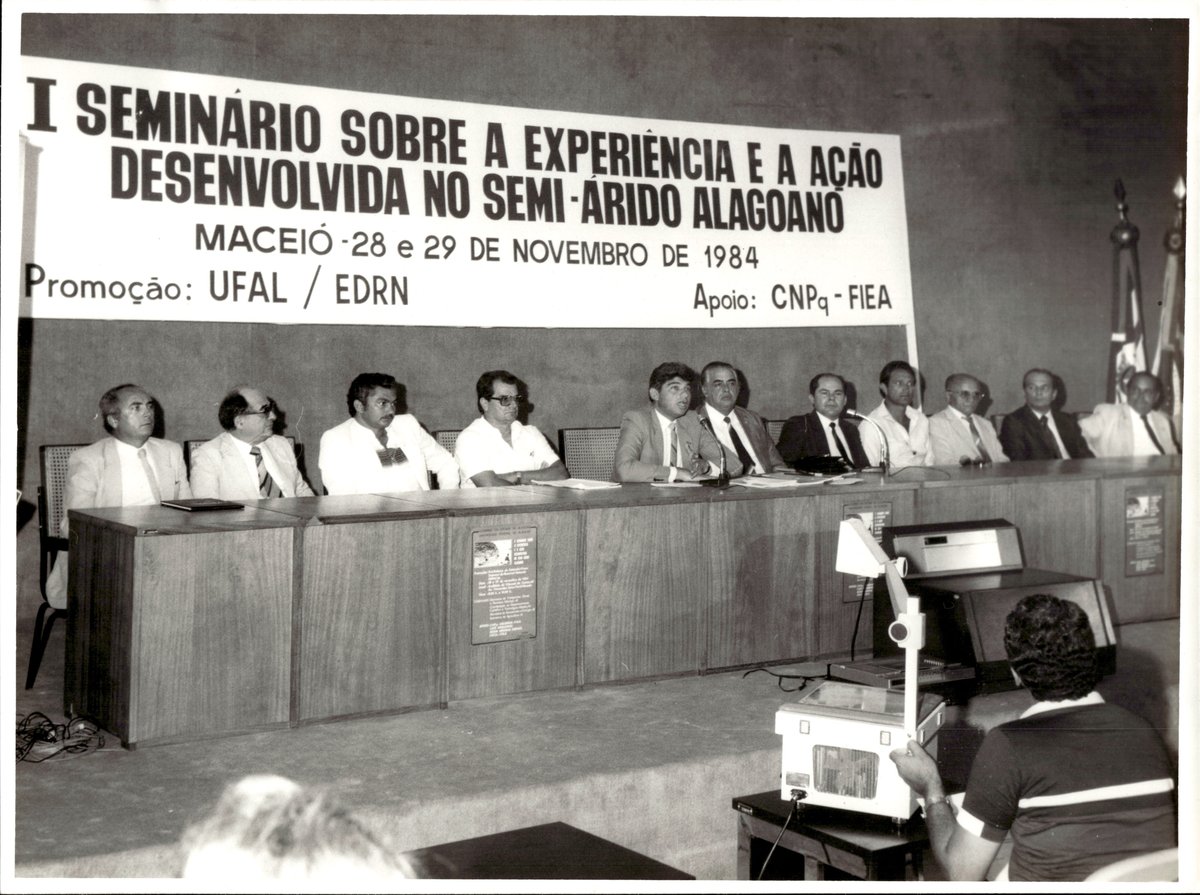 I SEMINÁRIO SOBRE A EXPERIÊNCIA E A AÇÃO
DESENVOLVIDA NO SEMI-ÁRIDO ALAGOANO
MACEIÓ - 28 e 29 DE NOVEMBRO DE 1984
Promoção: UFAL / EDRN
Apoio: CNPq - FIEA